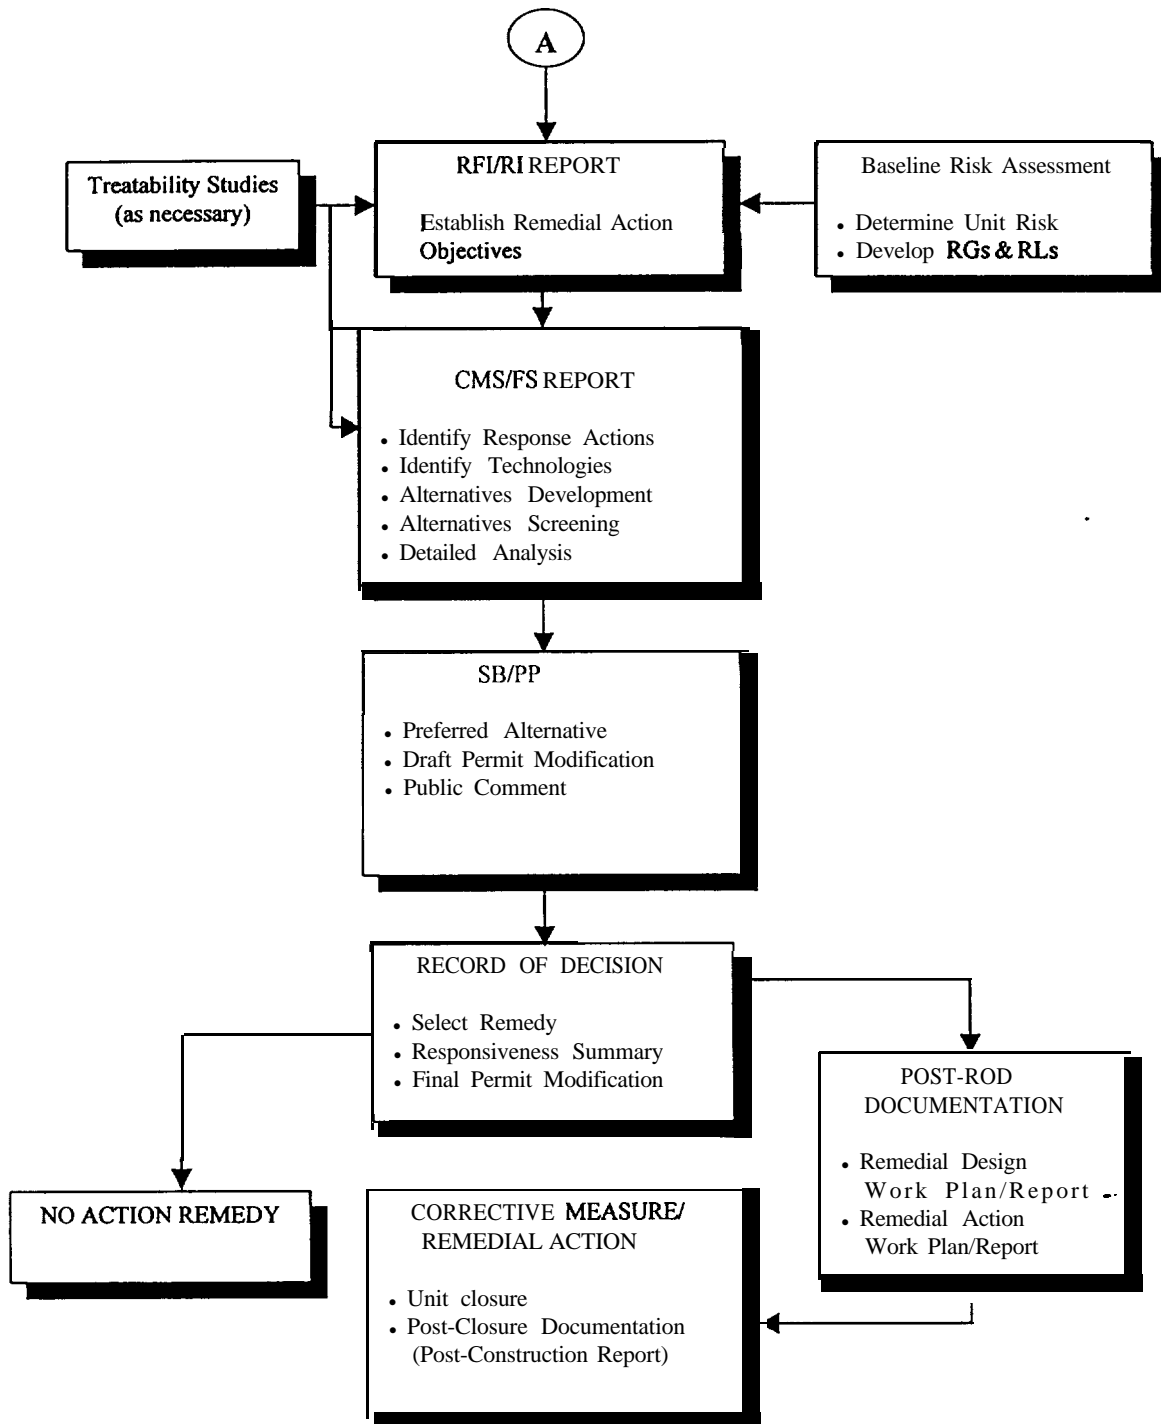 A
RFI/RI REPORT
Establish Remedial Action
Objectives
Treatability Studies
(as necessary)
Baseline Risk Assessment
• Determine Unit Risk
• Develop RGs & RLs
CMS/FS REPORT
• Identify Response Actions
• Identify Technologies
• Alternatives Development
• Alternatives Screening
• Detailed Analysis
SB/PP
• Preferred Alternative
• Draft Permit Modification
• Public Comment
RECORD OF DECISION
• Select Remedy
• Responsiveness Summary
• Final Permit Modification
POST-ROD
DOCUMENTATION
• Remedial Design
Work Plan/Report
• Remedial Action
Work Plan/Report
NO ACTION REMEDY
CORRECTIVE MEASURE/
REMEDIAL ACTION
• Unit closure
• Post-Closure Documentation
(Post-Construction Report)